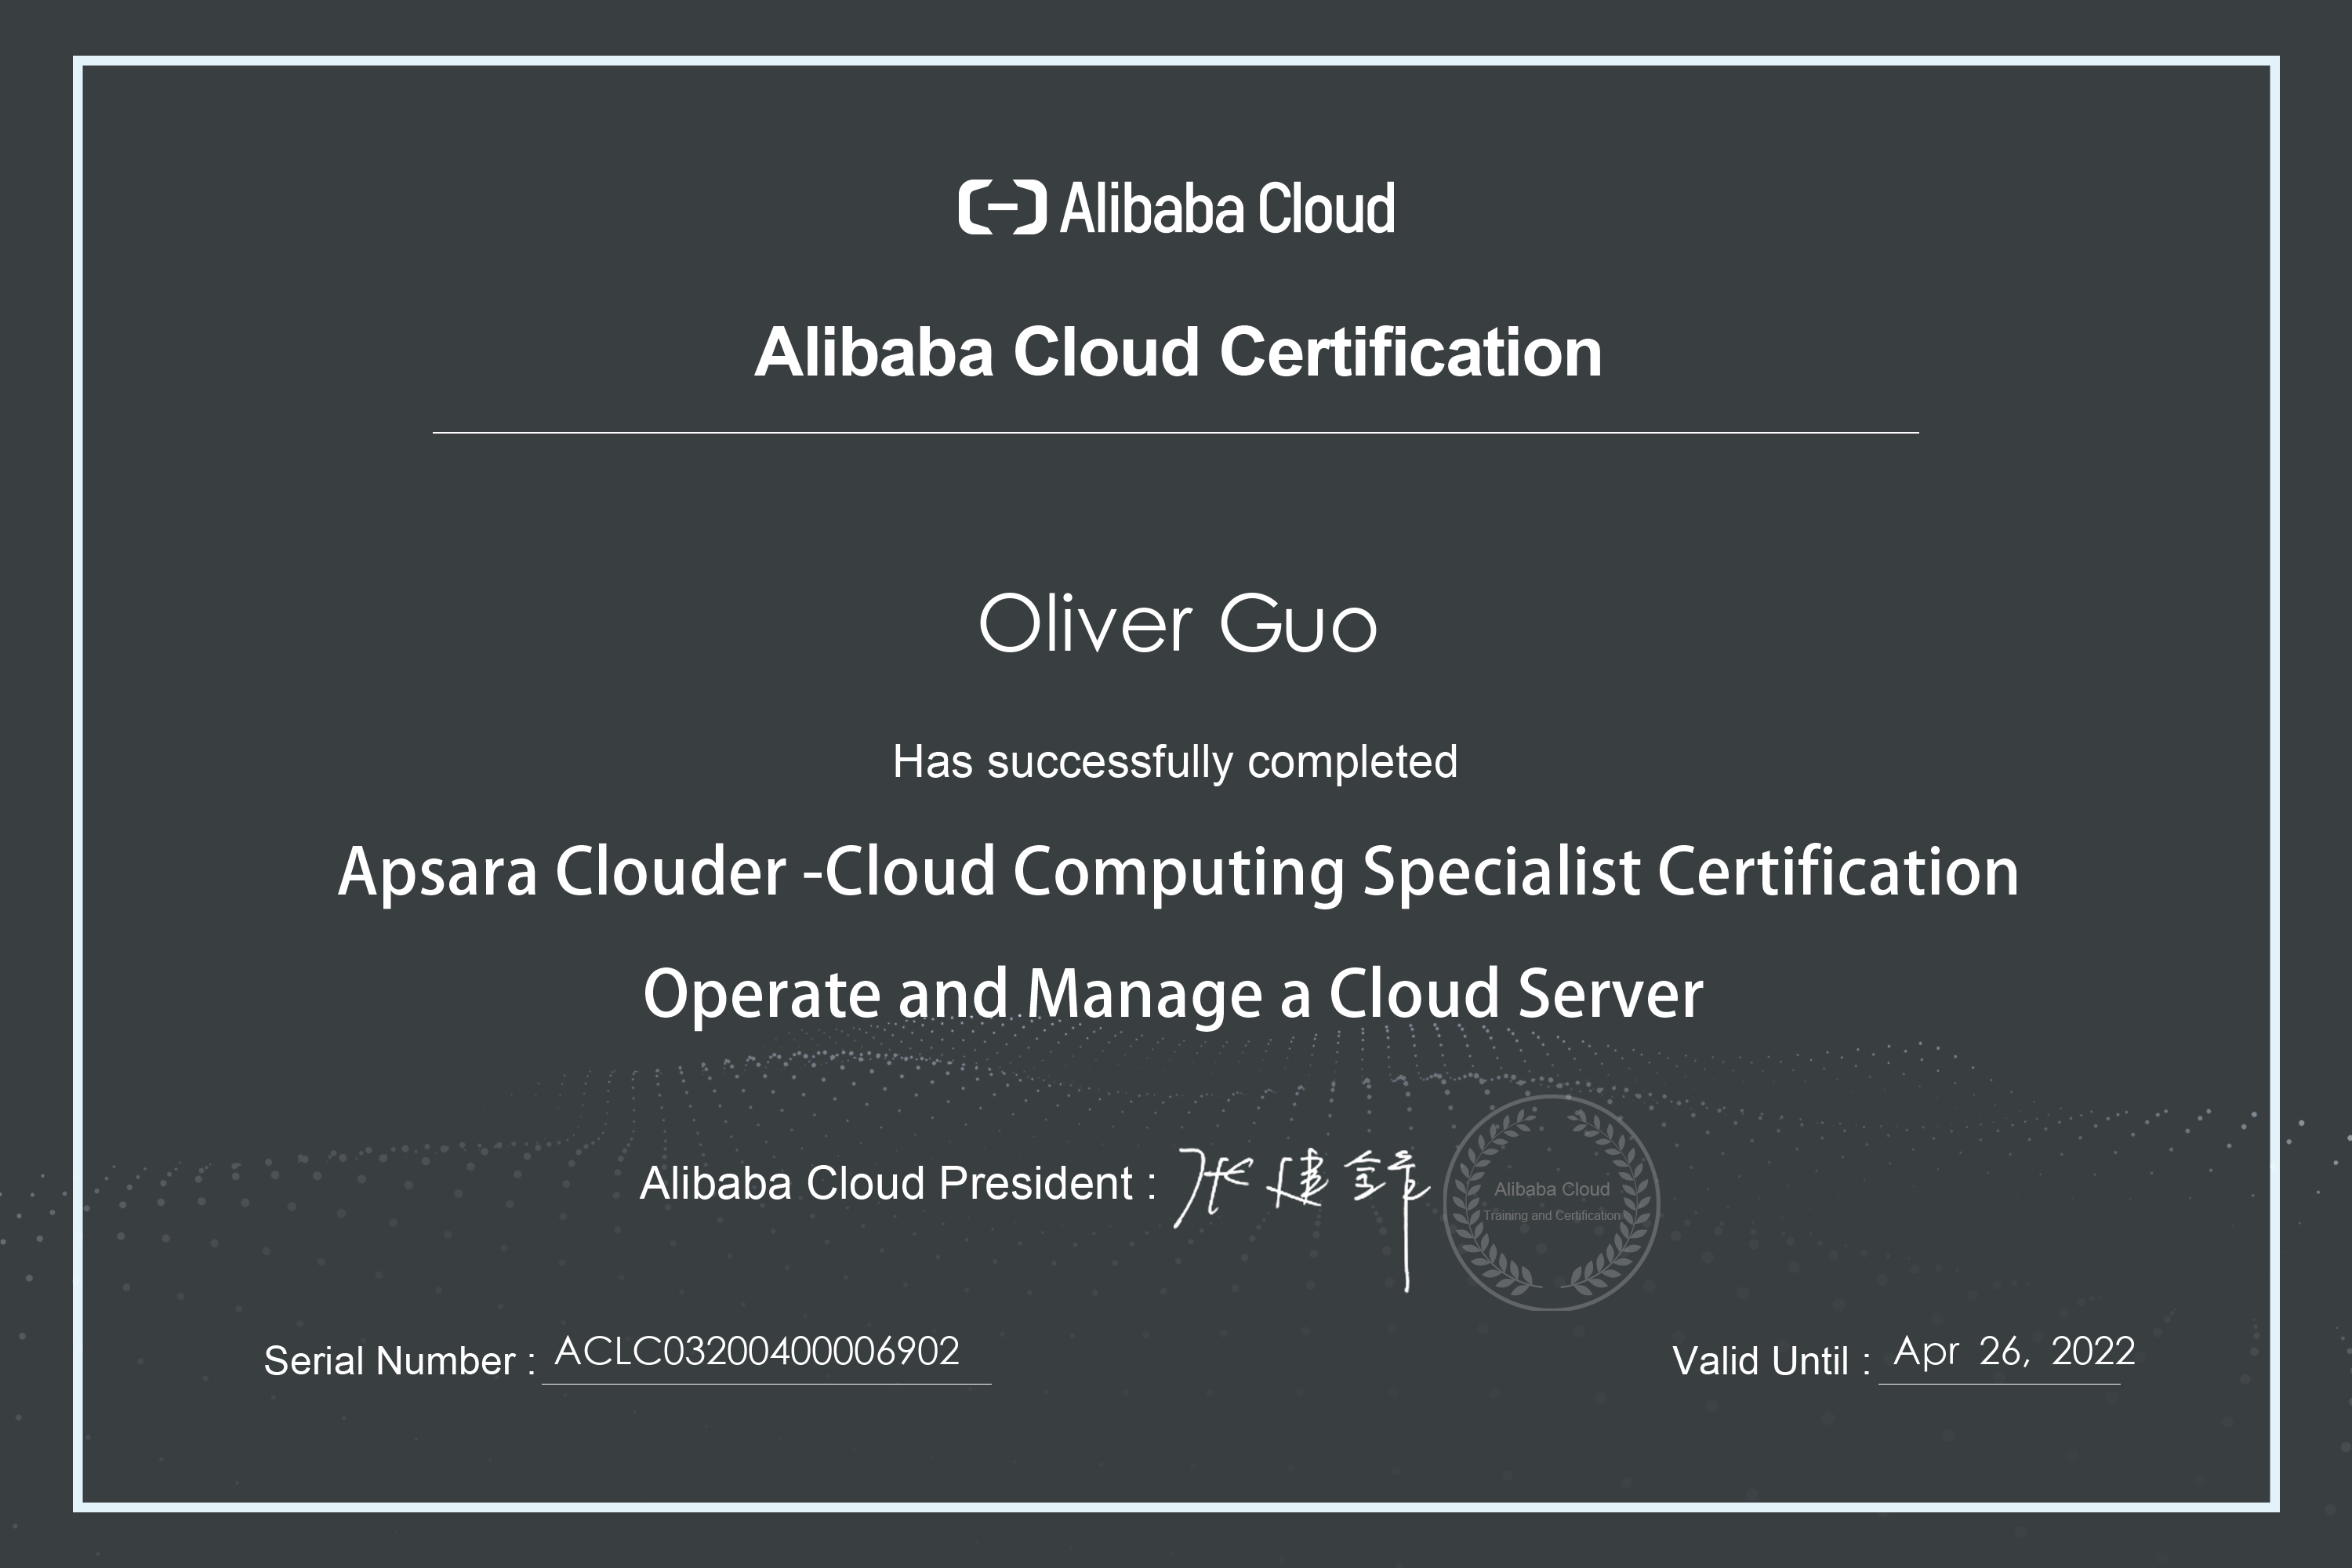 Alibaba Cloud
Alibaba Cloud Certification
Oliver Guo
Has successfully completed
Apsara Clouder -Cloud Computing Specialist Certification
Operate and Manage a Cloud Server
Alibaba Cloud President : 张建锋
Alibaba Cloud
Training and Certification
Serial Number : ACLC03200400006902
Valid Until : Apr 26, 2022